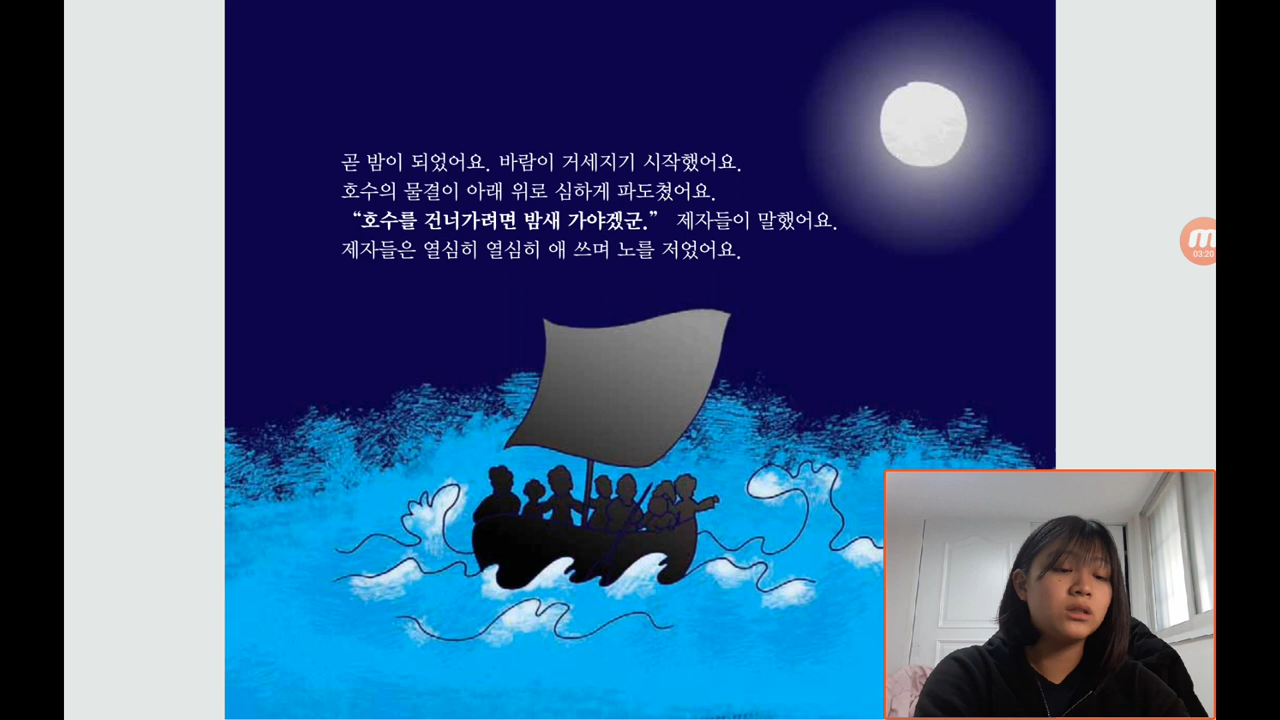 곧 밤이 되었어요. 바람이 거세지기 시작했어요.
호수의 물결이 아래 위로 심하게 파도쳤어요.
“호수를 건너가려면 밤새 가야겠군.” 제자들이 말했어요.
제자들은 열심히 열심히 애 쓰며 노를 저었어요.
m
03:20